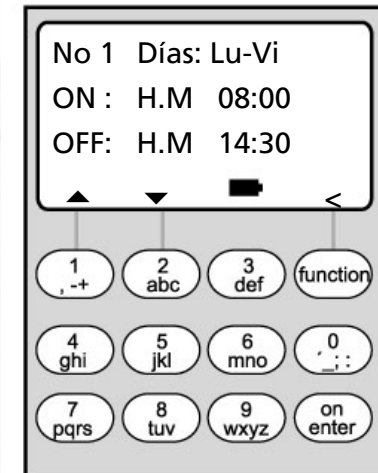 No 1 Días: Lu-Vi
ON : H.M 08:00
OFF: H.M 14:30
<
1 2 3 function
, -+ abc def
4 5 6 0
ghi jkl mno ´_; :
7 8 9 on
pqrs tuv wxyz enter